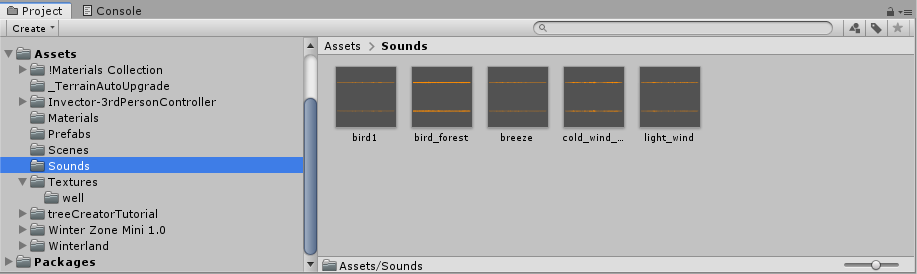 Project Console
Create
Assets
!Materials Collection
_TerrainAutoUpgrade
Invector-3rdPersonController
Materials
Prefabs
Scenes
Sounds
Textures
well
treeCreatorTutorial
Winter Zone Mini 1.0
Winterland
Packages
Assets > Sounds
bird1 bird_forest breeze cold_wind_... light_wind
Assets/Sounds